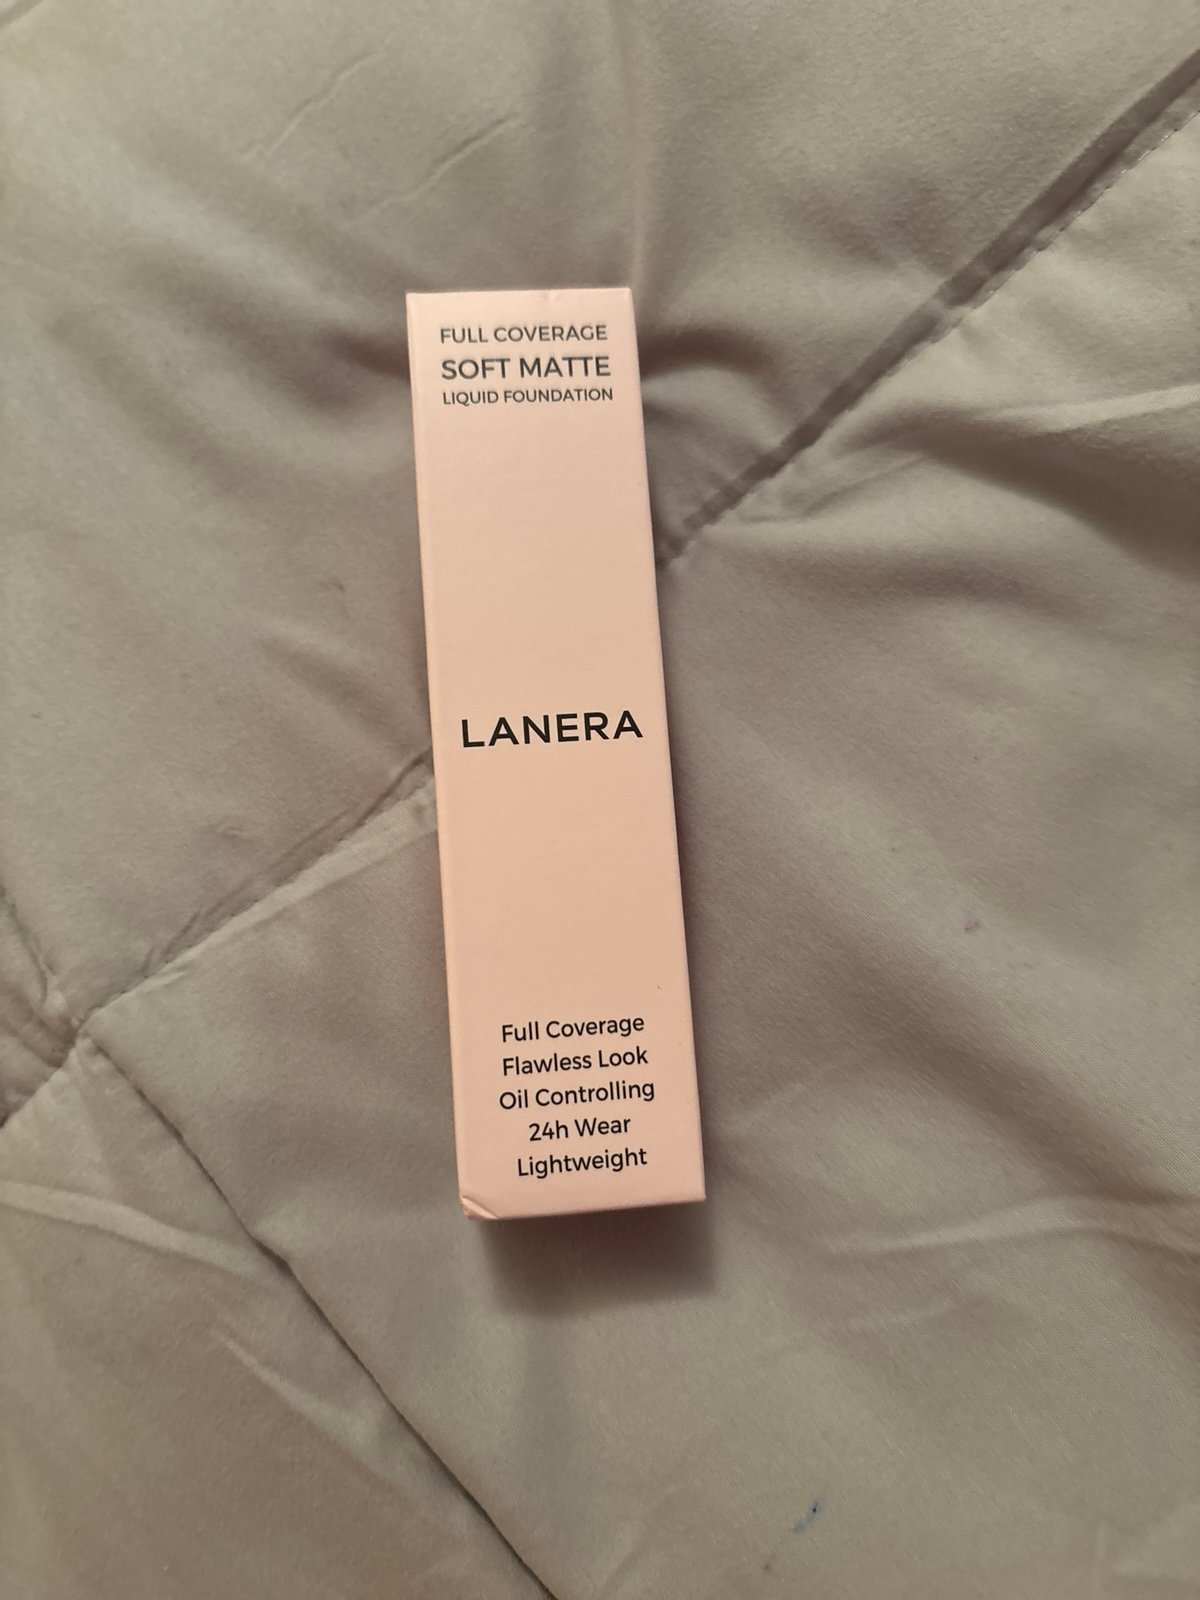 FULL COVERAGE
SOFT MATTE
LIQUID FOUNDATION
LANERA
Full Coverage
Flawless Look
Oil Controlling
24h Wear
Lightweight